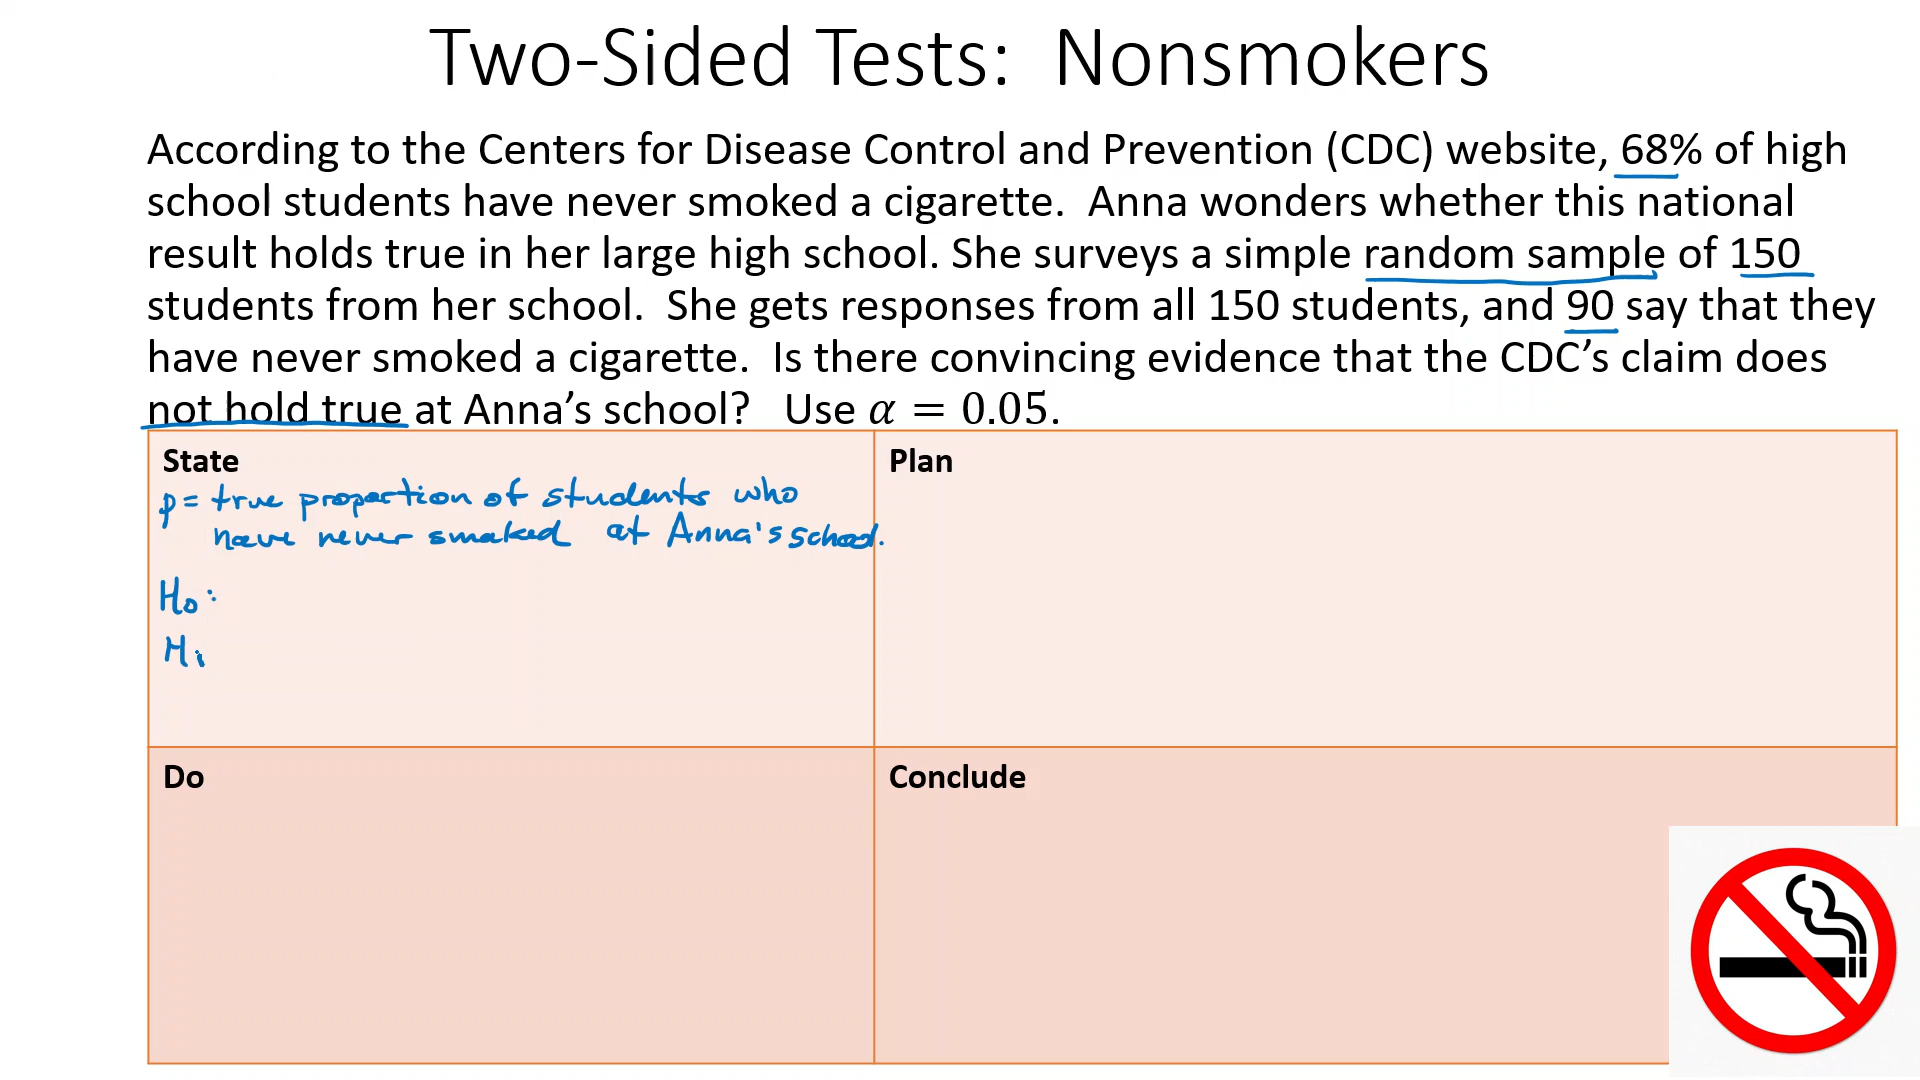 Two-Sided Tests: Nonsmokers
According to the Centers for Disease Control and Prevention (CDC) website, 68% of high
school students have never smoked a cigarette. Anna wonders whether this national
result holds true in her large high school. She surveys a simple random sample of 150
students from her school. She gets responses from all 150 students, and 90 say that they
have never smoked a cigarette. Is there convincing evidence that the CDC’s claim does
not hold true at Anna’s school? Use α = 0.05.
State
p = true proportion of students who
have never smoked at Anna's school.
H₀:
H₁
Plan
Do
Conclude